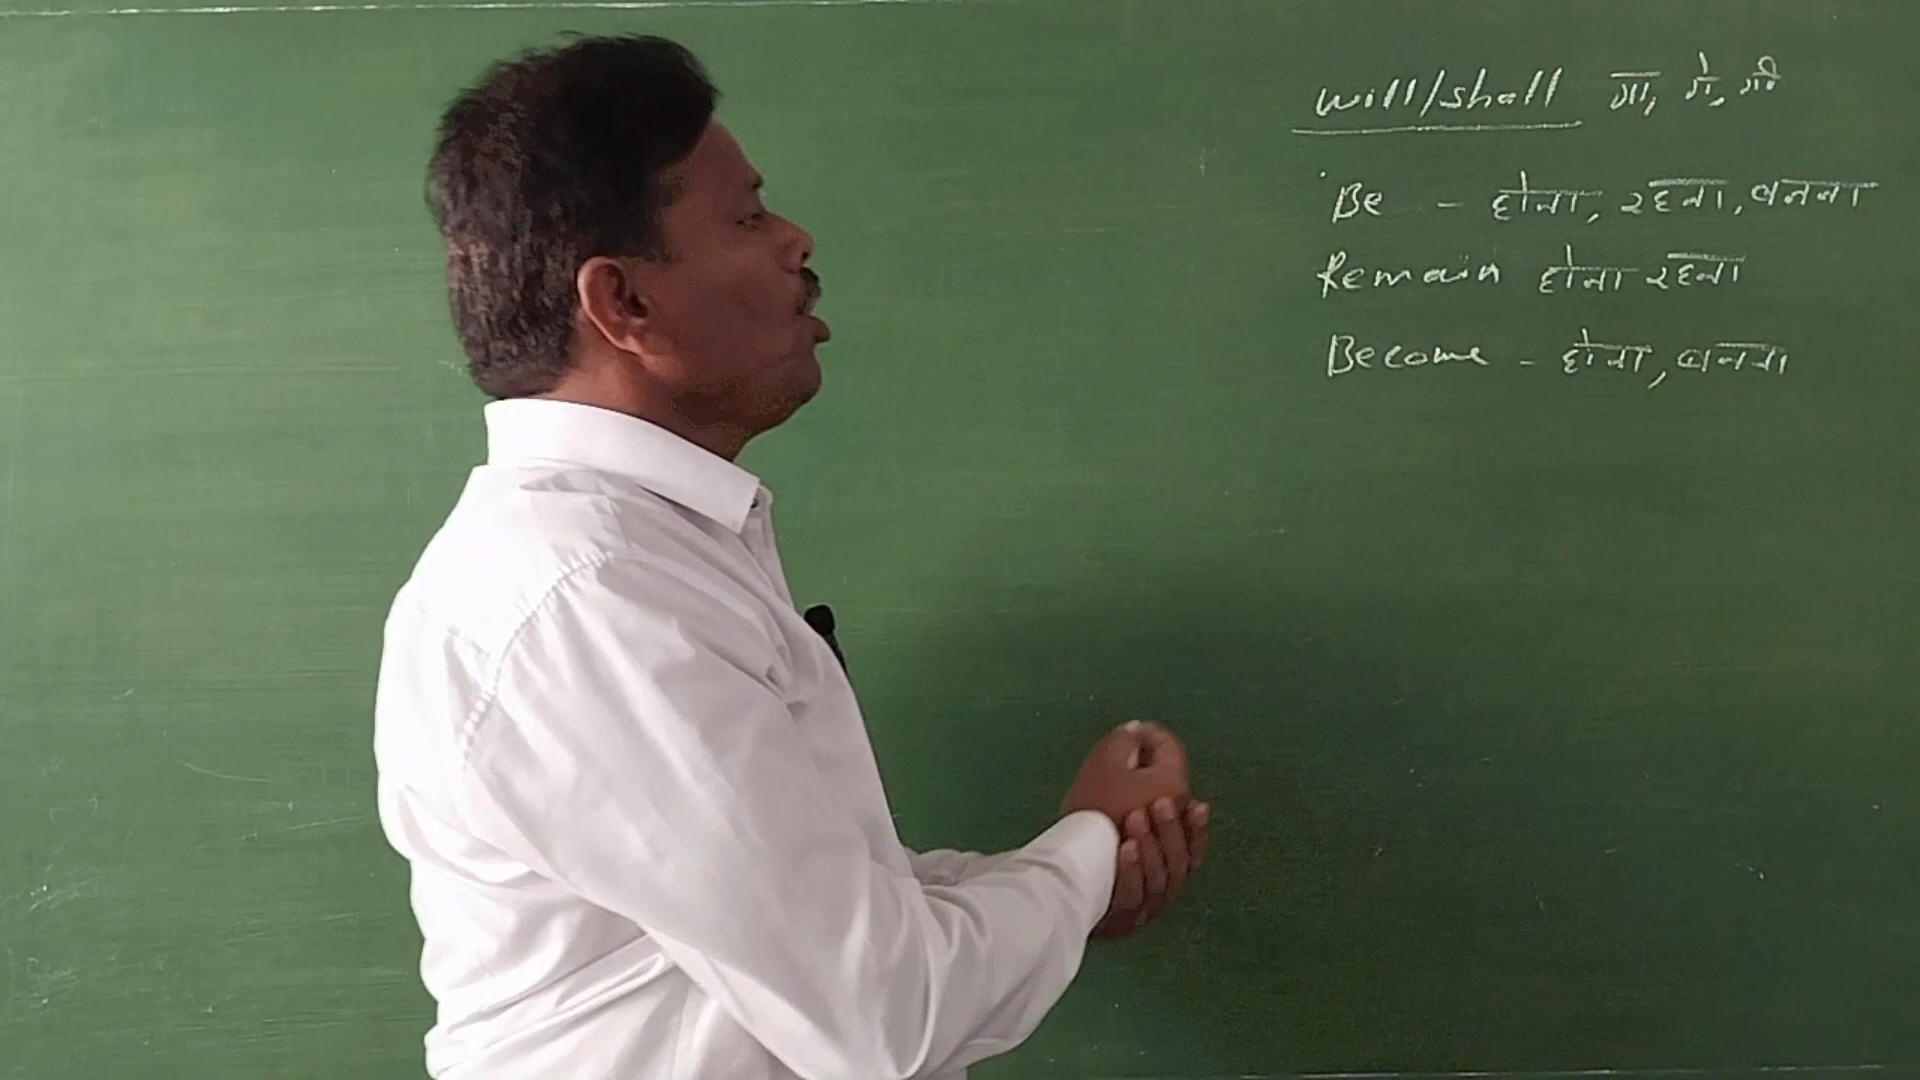 will/shall गा, गे, गी
Be - होना, रहना, बनना
Remain होना रहना
Become - होना, बनना